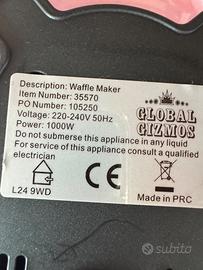 Description: Waffle Maker
Item Number: 35570
PO Number: 105250
Voltage: 220-240V 50Hz
Power: 1000W
GLOBAL
GIZMOS
Do not submerse this appliance in any liquid
For service of this appliance consult a qualified
electrician
CE
L24 9WD
Made in PRC
subito